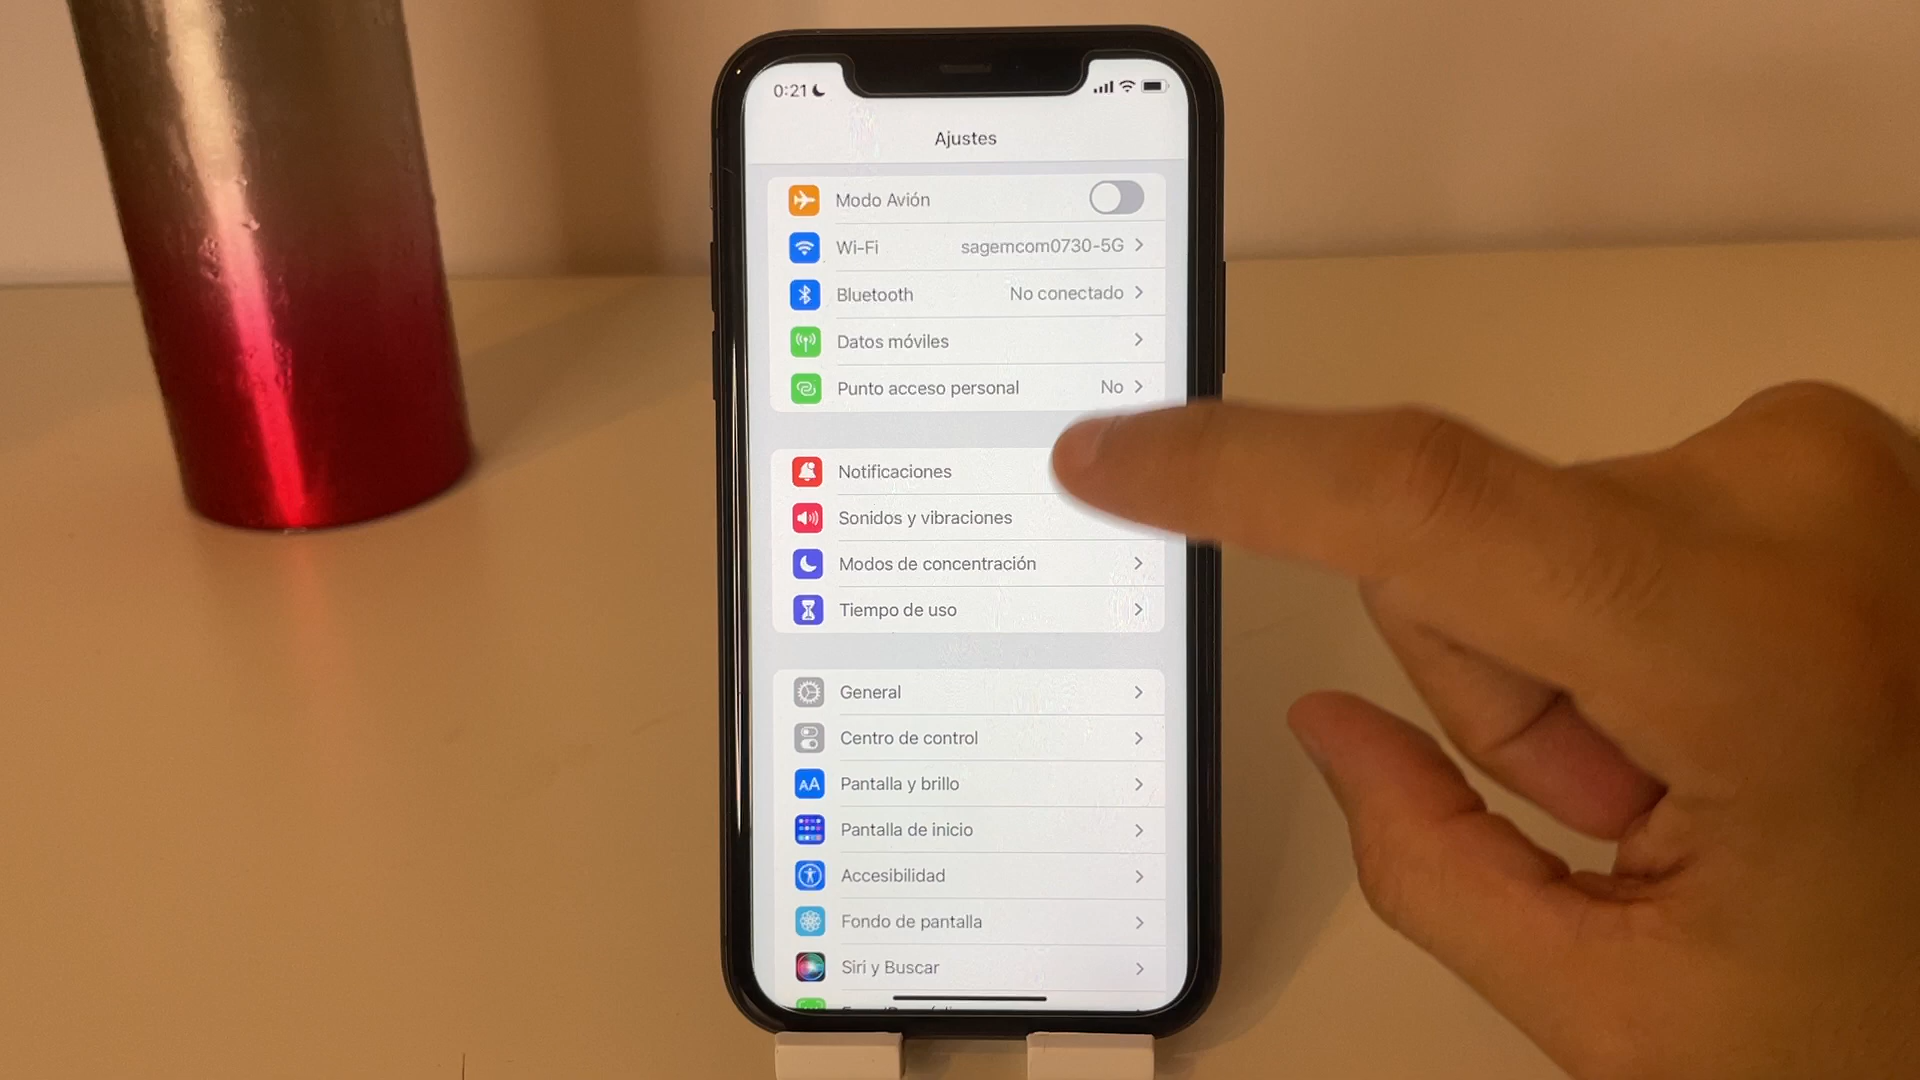 0:21
Ajustes
Modo Avión
Wi-Fi sagemcom0730-5G
Bluetooth No conectado
Datos móviles
Punto acceso personal No
Notificaciones
Sonidos y vibraciones
Modos de concentración
Tiempo de uso
General
Centro de control
AA Pantalla y brillo
Pantalla de inicio
Accesibilidad
Fondo de pantalla
Siri y Buscar